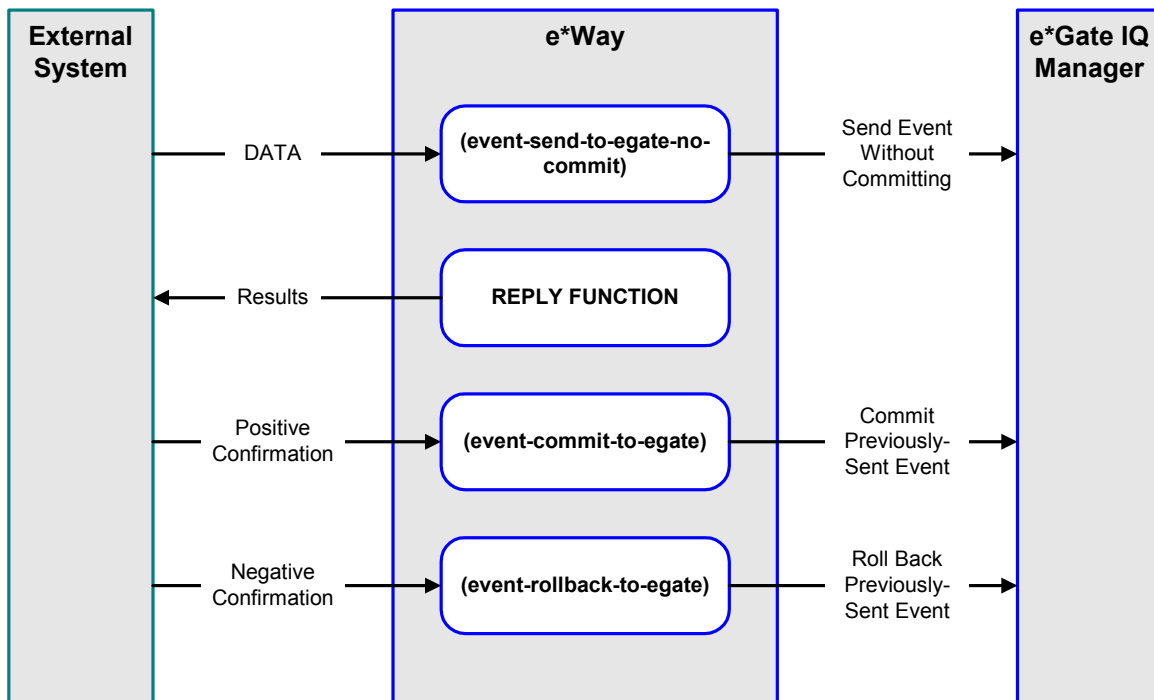 External
System
e*Way
e*Gate IQ
Manager
DATA
(event-send-to-egate-no-
commit)
Send Event
Without
Committing
Results
REPLY FUNCTION
Positive
Confirmation
(event-commit-to-egate)
Commit
Previously-
Sent Event
Negative
Confirmation
(event-rollback-to-egate)
Roll Back
Previously-
Sent Event